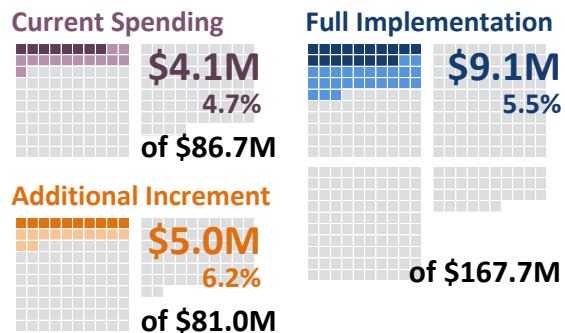 Current Spending
$4.1M
4.7%
of $86.7M
Additional Increment
$5.0M
6.2%
of $81.0M
Full Implementation
$9.1M
5.5%
of $167.7M